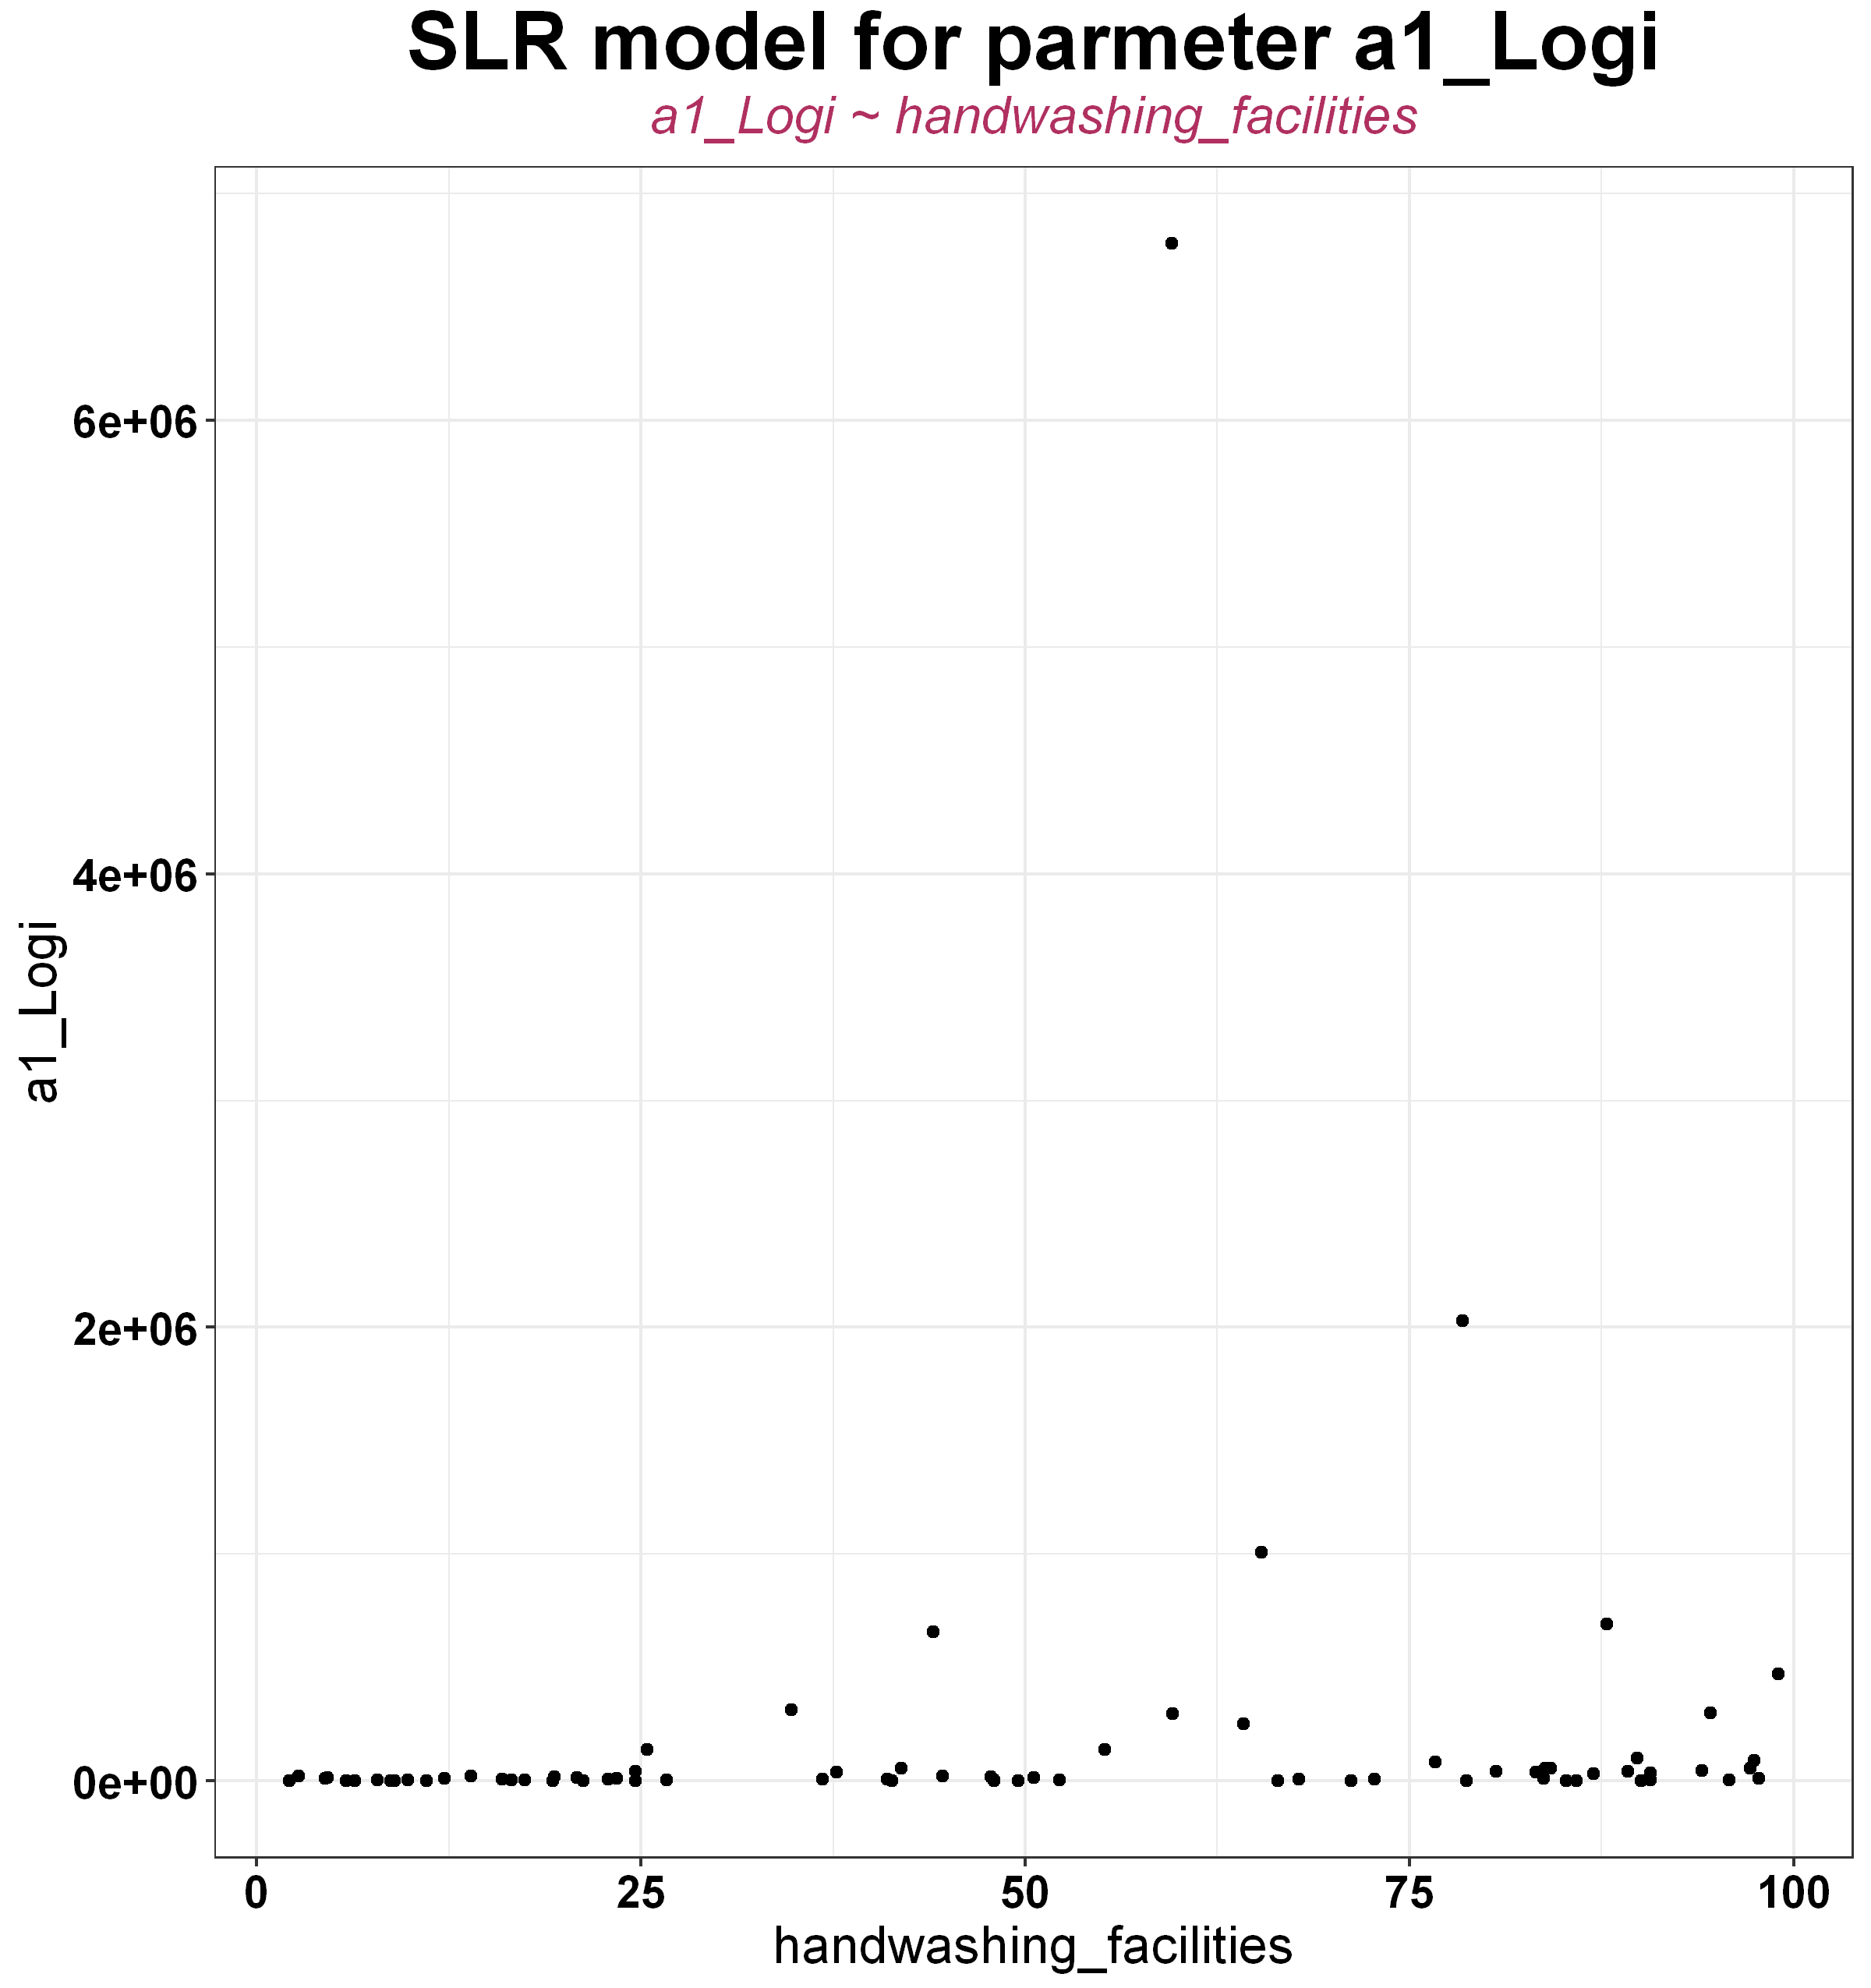 SLR model for parmeter a1_Logi
a1_Logi ~ handwashing_facilities
6e+06
4e+06
2e+06
0e+00
a1_Logi
0 25 50 75 100
handwashing_facilities